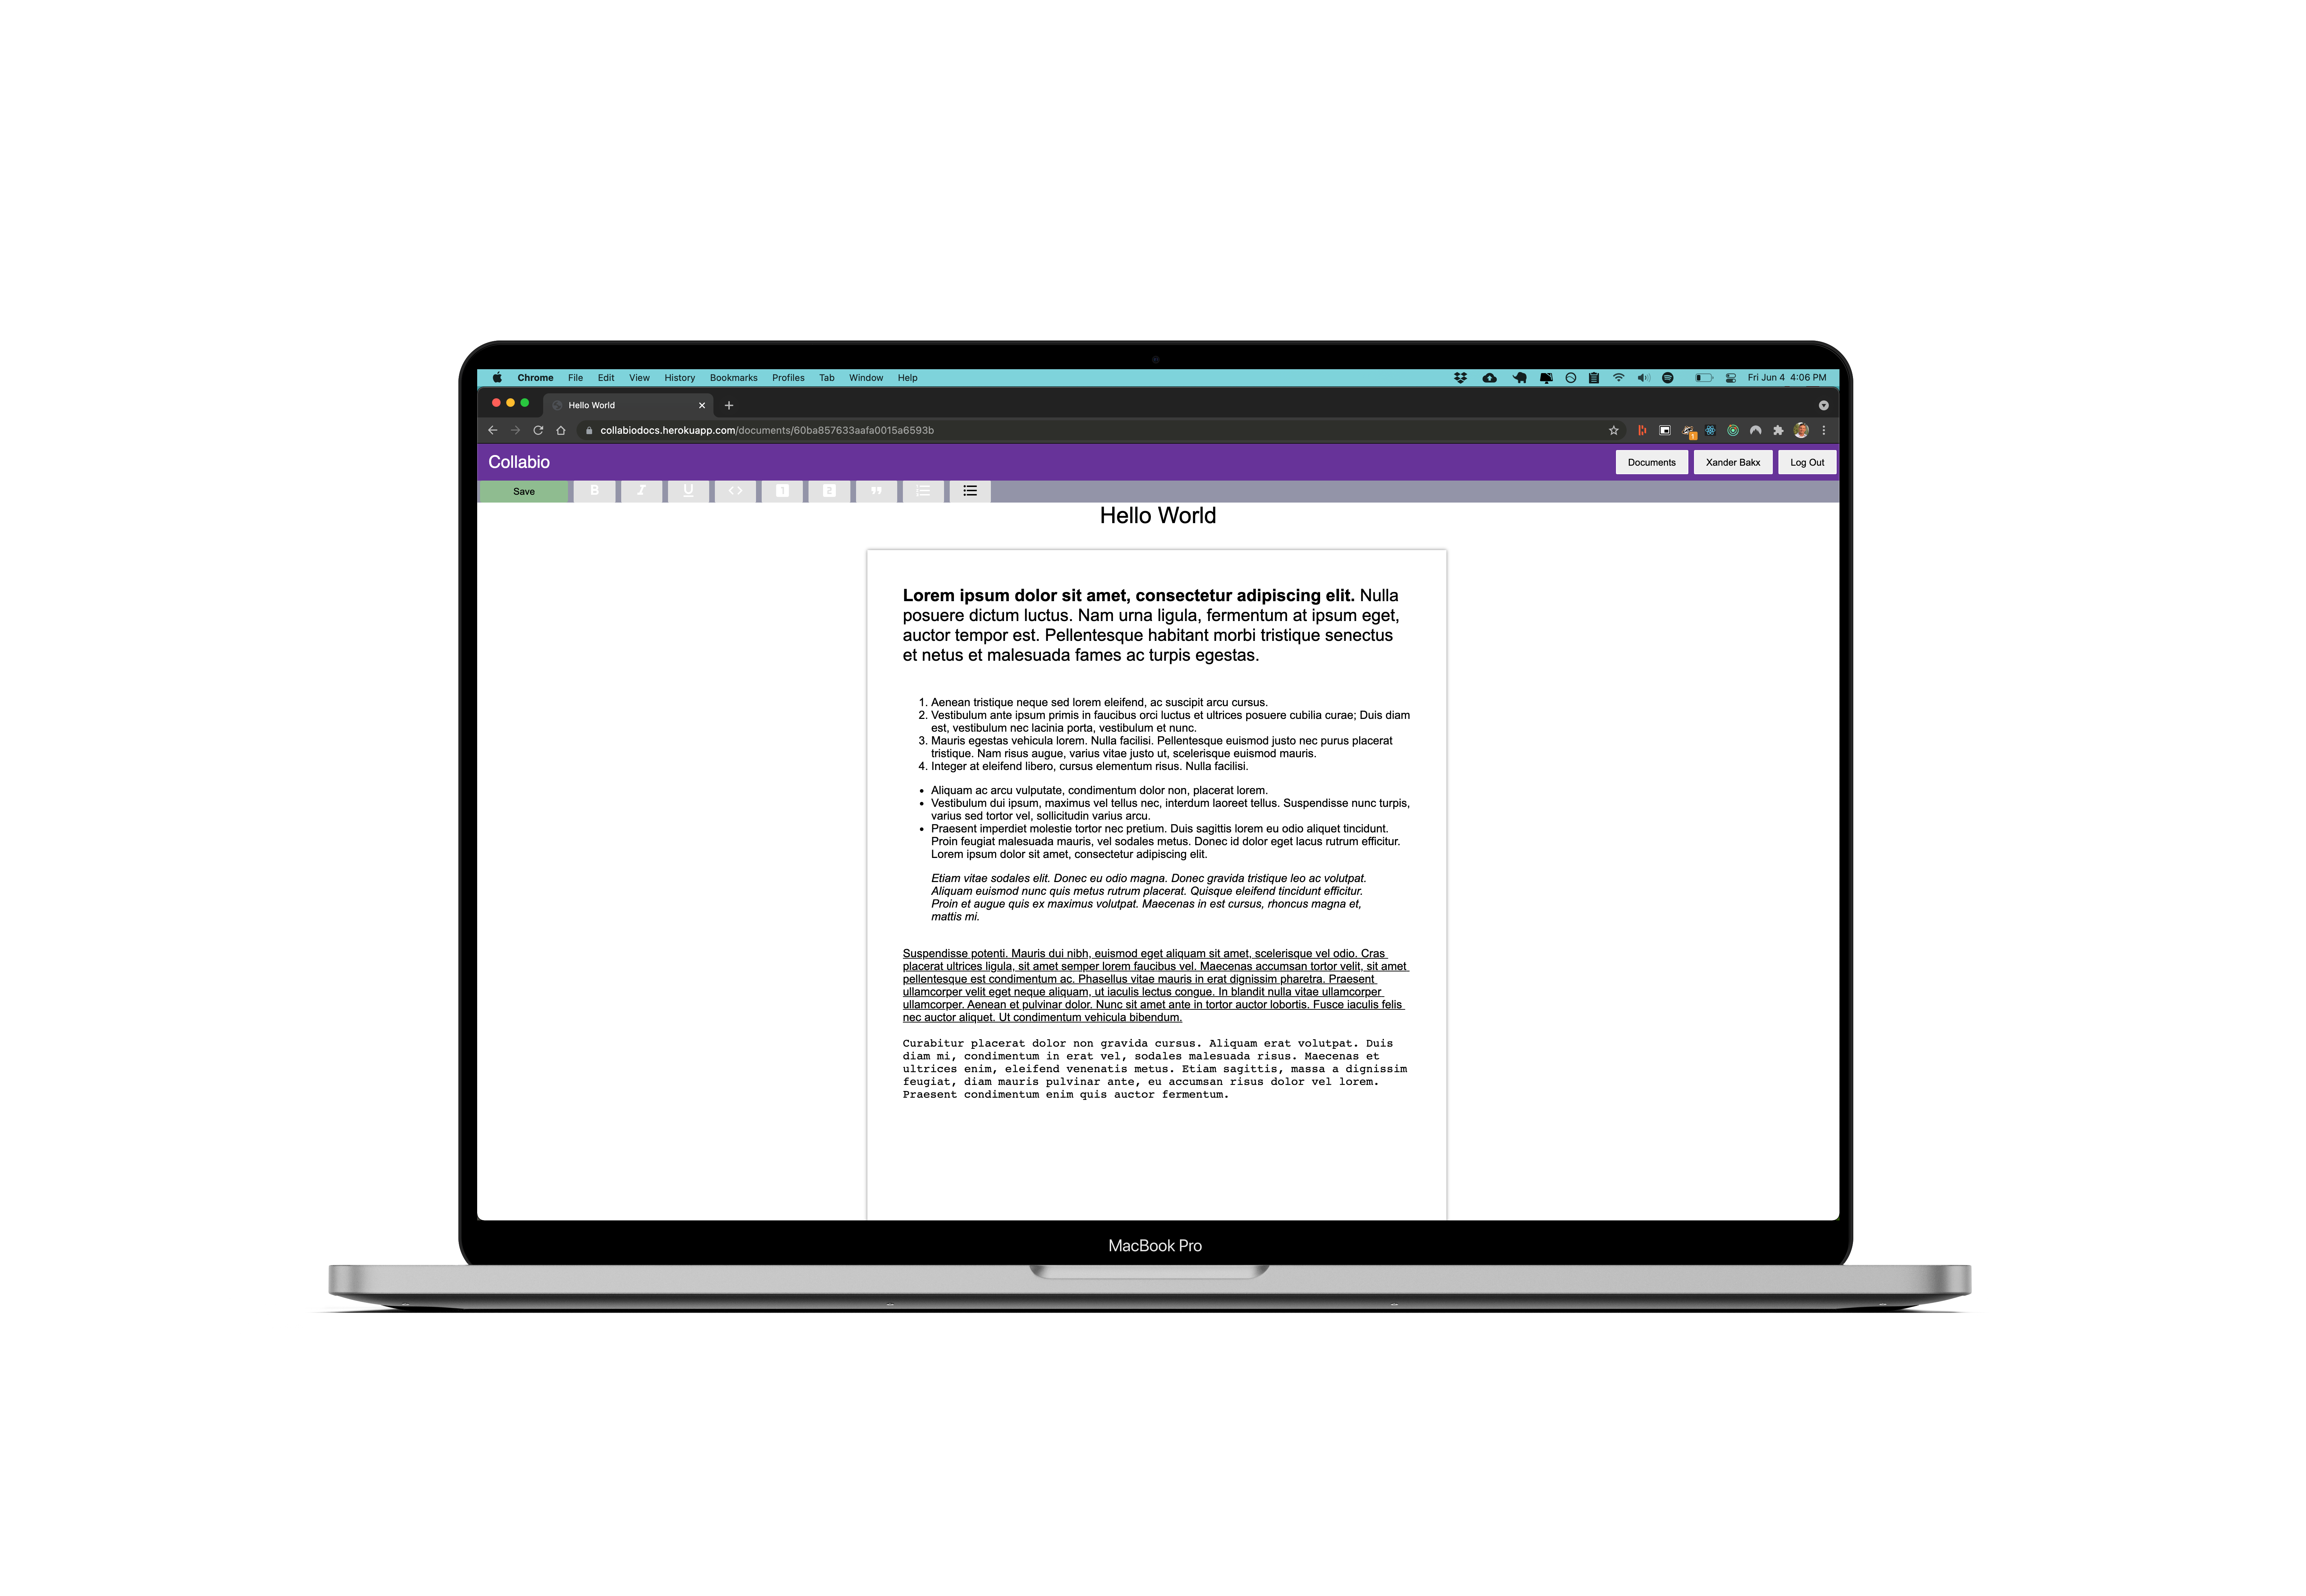 Chrome File Edit View History Bookmarks Profiles Tab Window Help Fri Jun 4 4:06 PM
Hello World
collabiodocs.herokuapp.com/documents/60ba857633aafa0015a6593b
Collabio Documents Xander Bakx Log Out
Save B I U <> 1 2 "
Hello World
Lorem ipsum dolor sit amet, consectetur adipiscing elit. Nulla
posuere dictum luctus. Nam urna ligula, fermentum at ipsum eget,
auctor tempor est. Pellentesque habitant morbi tristique senectus
et netus et malesuada fames ac turpis egestas.
1. Aenean tristique neque sed lorem eleifend, ac suscipit arcu cursus.
2. Vestibulum ante ipsum primis in faucibus orci luctus et ultrices posuere cubilia curae; Duis diam
est, vestibulum nec lacinia porta, vestibulum et nunc.
3. Mauris egestas vehicula lorem. Nulla facilisi. Pellentesque euismod justo nec purus placerat
tristique. Nam risus augue, varius vitae justo ut, scelerisque euismod mauris.
4. Integer at eleifend libero, cursus elementum risus. Nulla facilisi.
• Aliquam ac arcu vulputate, condimentum dolor non, placerat lorem.
• Vestibulum dui ipsum, maximus vel tellus nec, interdum laoreet tellus. Suspendisse nunc turpis,
varius sed tortor vel, sollicitudin varius arcu.
• Praesent imperdiet molestie tortor nec pretium. Duis sagittis lorem eu odio aliquet tincidunt.
Proin feugiat malesuada mauris, vel sodales metus. Donec id dolor eget lacus rutrum efficitur.
Lorem ipsum dolor sit amet, consectetur adipiscing elit.
Etiam vitae sodales elit. Donec eu odio magna. Donec gravida tristique leo ac volutpat.
Aliquam euismod nunc quis metus rutrum placerat. Quisque eleifend tincidunt efficitur.
Proin et augue quis ex maximus volutpat. Maecenas in est cursus, rhoncus magna et,
mattis mi.
Suspendisse potenti. Mauris dui nibh, euismod eget aliquam sit amet, scelerisque vel odio. Cras
placerat ultrices ligula, sit amet semper lorem faucibus vel. Maecenas accumsan tortor velit, sit amet
pellentesque est condimentum ac. Phasellus vitae mauris in erat dignissim pharetra. Praesent
ullamcorper velit eget neque aliquam, ut iaculis lectus congue. In blandit nulla vitae ullamcorper
ullamcorper. Aenean et pulvinar dolor. Nunc sit amet ante in tortor auctor lobortis. Fusce iaculis felis
nec auctor aliquet. Ut condimentum vehicula bibendum.
Curabitur placerat dolor non gravida cursus. Aliquam erat volutpat. Duis
diam mi, condimentum in erat vel, sodales malesuada risus. Maecenas et
ultrices enim, eleifend venenatis metus. Etiam sagittis, massa a dignissim
feugiat, diam mauris pulvinar ante, eu accumsan risus dolor vel lorem.
Praesent condimentum enim quis auctor fermentum.
MacBook Pro